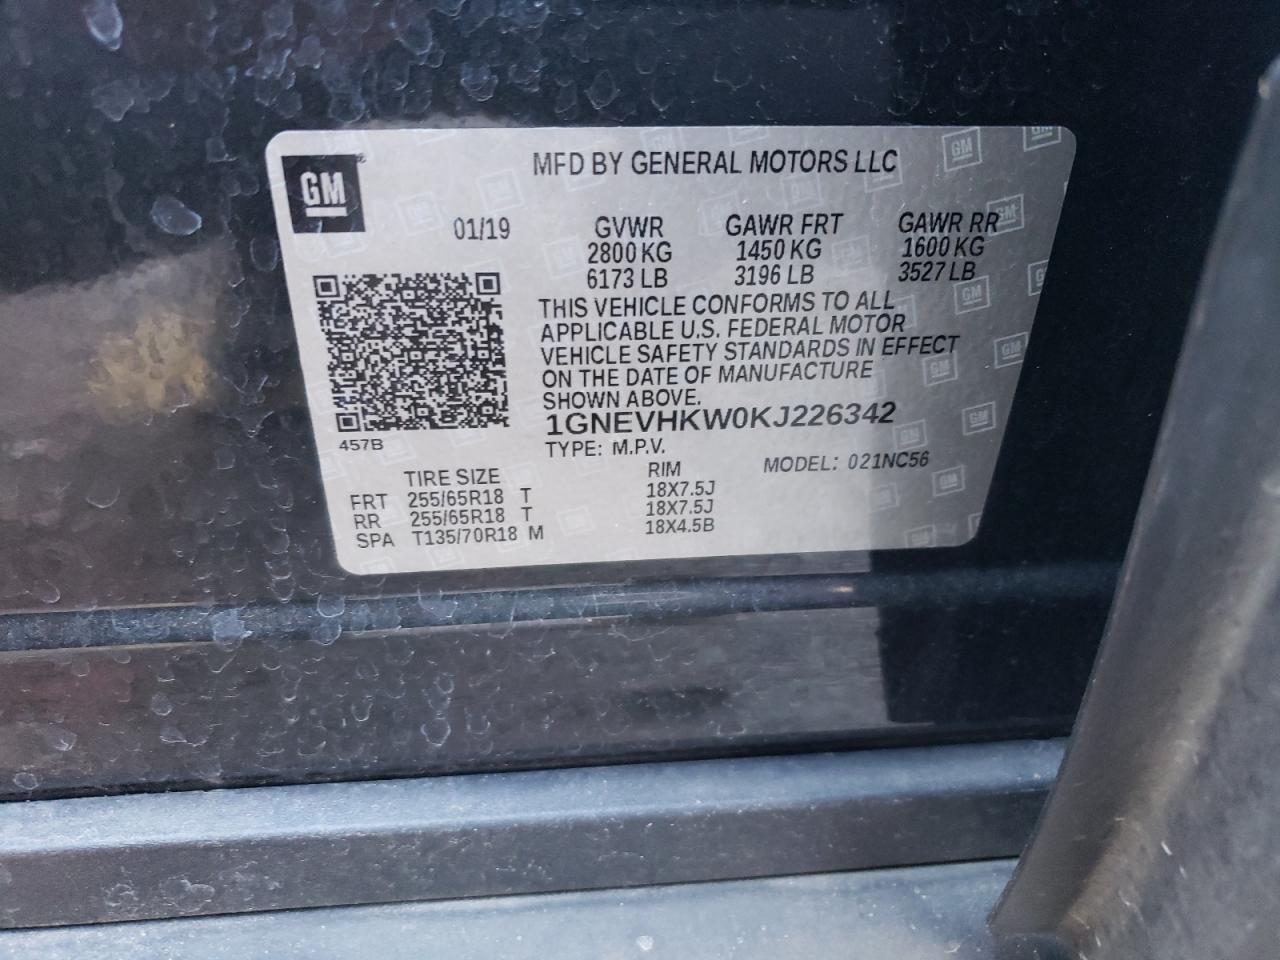 GM
MFD BY GENERAL MOTORS LLC
01/19 GVWR GAWR FRT GAWR RR
2800 KG 1450 KG 1600 KG
6173 LB 3196 LB 3527 LB
THIS VEHICLE CONFORMS TO ALL
APPLICABLE U.S. FEDERAL MOTOR
VEHICLE SAFETY STANDARDS IN EFFECT
ON THE DATE OF MANUFACTURE
SHOWN ABOVE.
1GNEVHKW0KJ226342
457B
TYPE: M.P.V. MODEL: 021NC56
TIRE SIZE RIM
FRT 255/65R18 T 18X7.5J
RR 255/65R18 T 18X7.5J
SPA T135/70R18 M 18X4.5B